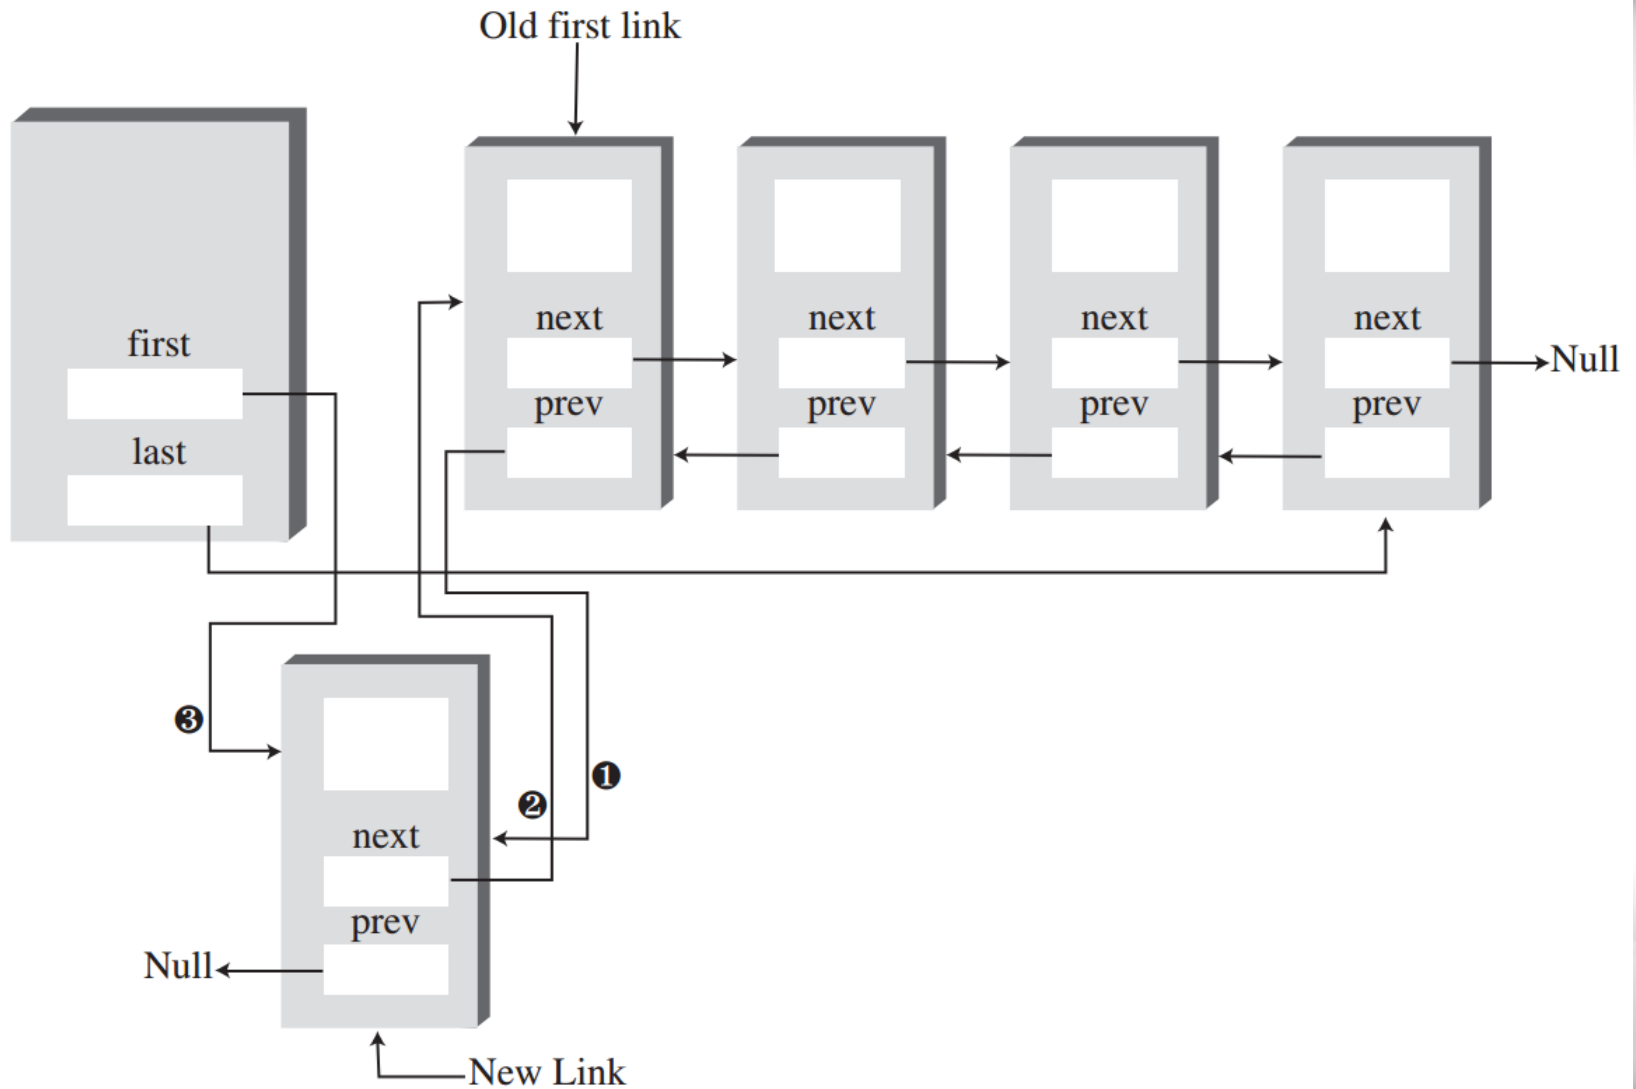 Old first link
first
last
next
prev
next
prev
next
prev
next
prev
Null
❸
❷
❶
next
prev
Null
New Link